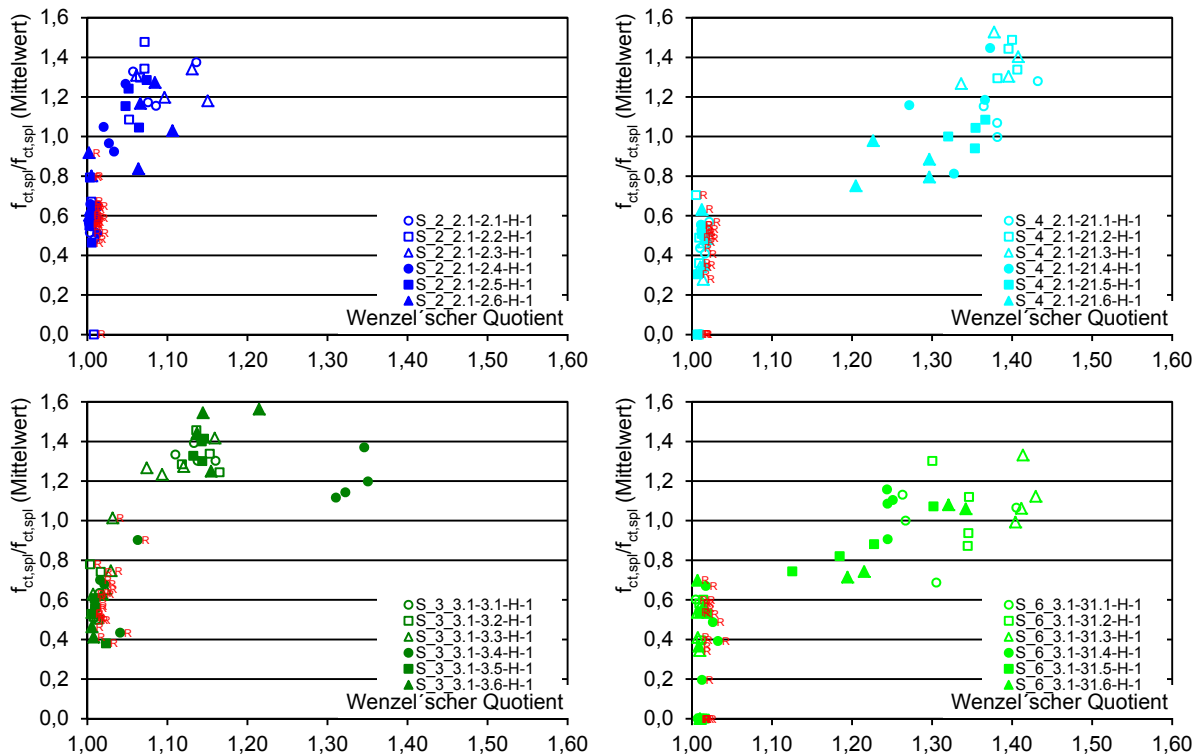 f_ct,spl/f_ct,spl (Mittelwert)
1,6
1,4
1,2
1,0
0,8
0,6
0,4
0,2
0,0
R
S_2_2.1-2.1-H-1
S_2_2.1-2.2-H-1
S_2_2.1-2.3-H-1
S_2_2.1-2.4-H-1
S_2_2.1-2.5-H-1
S_2_2.1-2.6-H-1
Wenzel´scher Quotient
1,00 1,10 1,20 1,30 1,40 1,50 1,60
f_ct,spl/f_ct,spl (Mittelwert)
1,6
1,4
1,2
1,0
0,8
0,6
0,4
0,2
0,0
R
S_4_2.1-21.1-H-1
S_4_2.1-21.2-H-1
S_4_2.1-21.3-H-1
S_4_2.1-21.4-H-1
S_4_2.1-21.5-H-1
S_4_2.1-21.6-H-1
Wenzel´scher Quotient
1,00 1,10 1,20 1,30 1,40 1,50 1,60
f_ct,spl/f_ct,spl (Mittelwert)
1,6
1,4
1,2
1,0
0,8
0,6
0,4
0,2
0,0
R
R
S_3_3.1-3.1-H-1
S_3_3.1-3.2-H-1
S_3_3.1-3.3-H-1
S_3_3.1-3.4-H-1
S_3_3.1-3.5-H-1
S_3_3.1-3.6-H-1
Wenzel´scher Quotient
1,00 1,10 1,20 1,30 1,40 1,50 1,60
f_ct,spl/f_ct,spl (Mittelwert)
1,6
1,4
1,2
1,0
0,8
0,6
0,4
0,2
0,0
R
S_6_3.1-31.1-H-1
S_6_3.1-31.2-H-1
S_6_3.1-31.3-H-1
S_6_3.1-31.4-H-1
S_6_3.1-31.5-H-1
S_6_3.1-31.6-H-1
Wenzel´scher Quotient
1,00 1,10 1,20 1,30 1,40 1,50 1,60